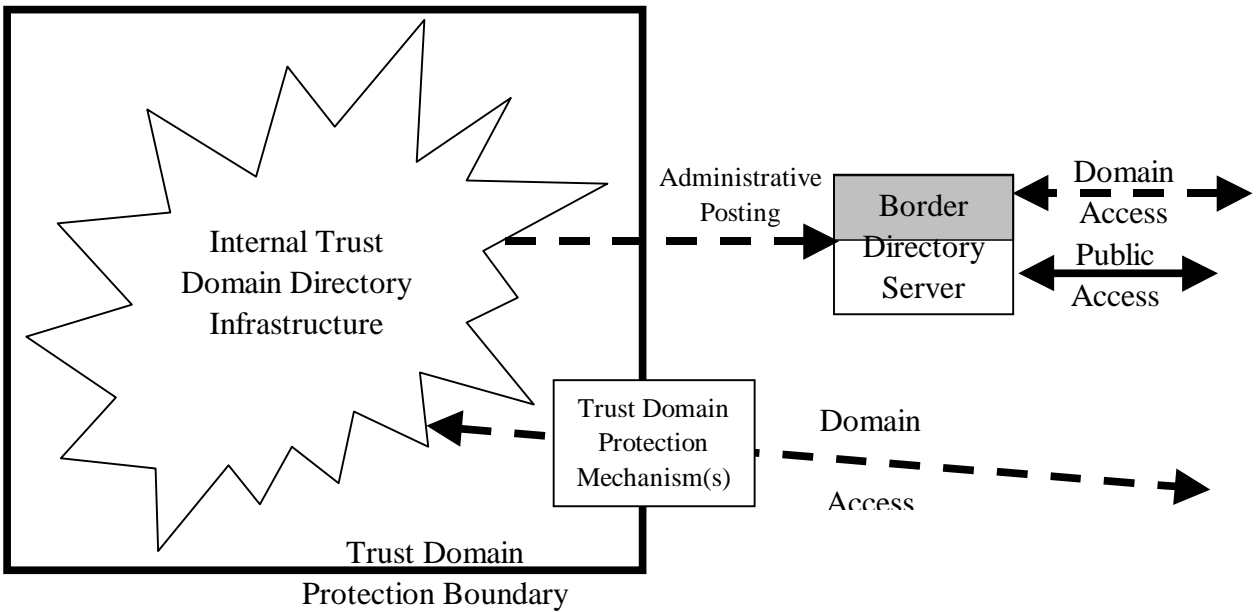 Internal Trust
Domain Directory
Infrastructure
Administrative
Posting
Border
Directory
Server
Domain
Access
Public
Access
Trust Domain
Protection
Mechanism(s)
Domain
Access
Trust Domain
Protection Boundary